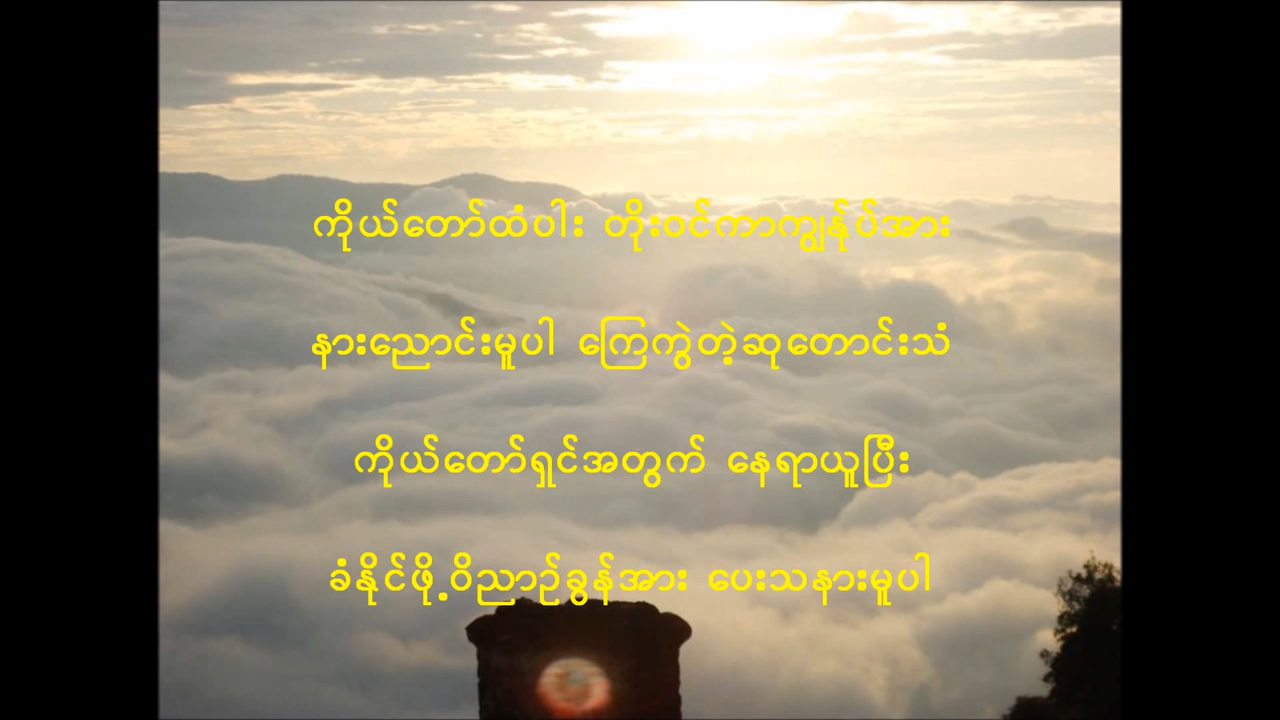 ကိုယ်တော်ထံပါး တိုးဝင်ကာကျွန်ုပ်အား
နားညောင်းမူပါ ကြေကွဲတဲ့ဆုတောင်းသံ
ကိုယ်တော်ရှင်အတွက် နေရာယူပြီး
ခံနိုင်ဖို့ဝိညာဉ်ခွန်အား ပေးသနားမူပါ